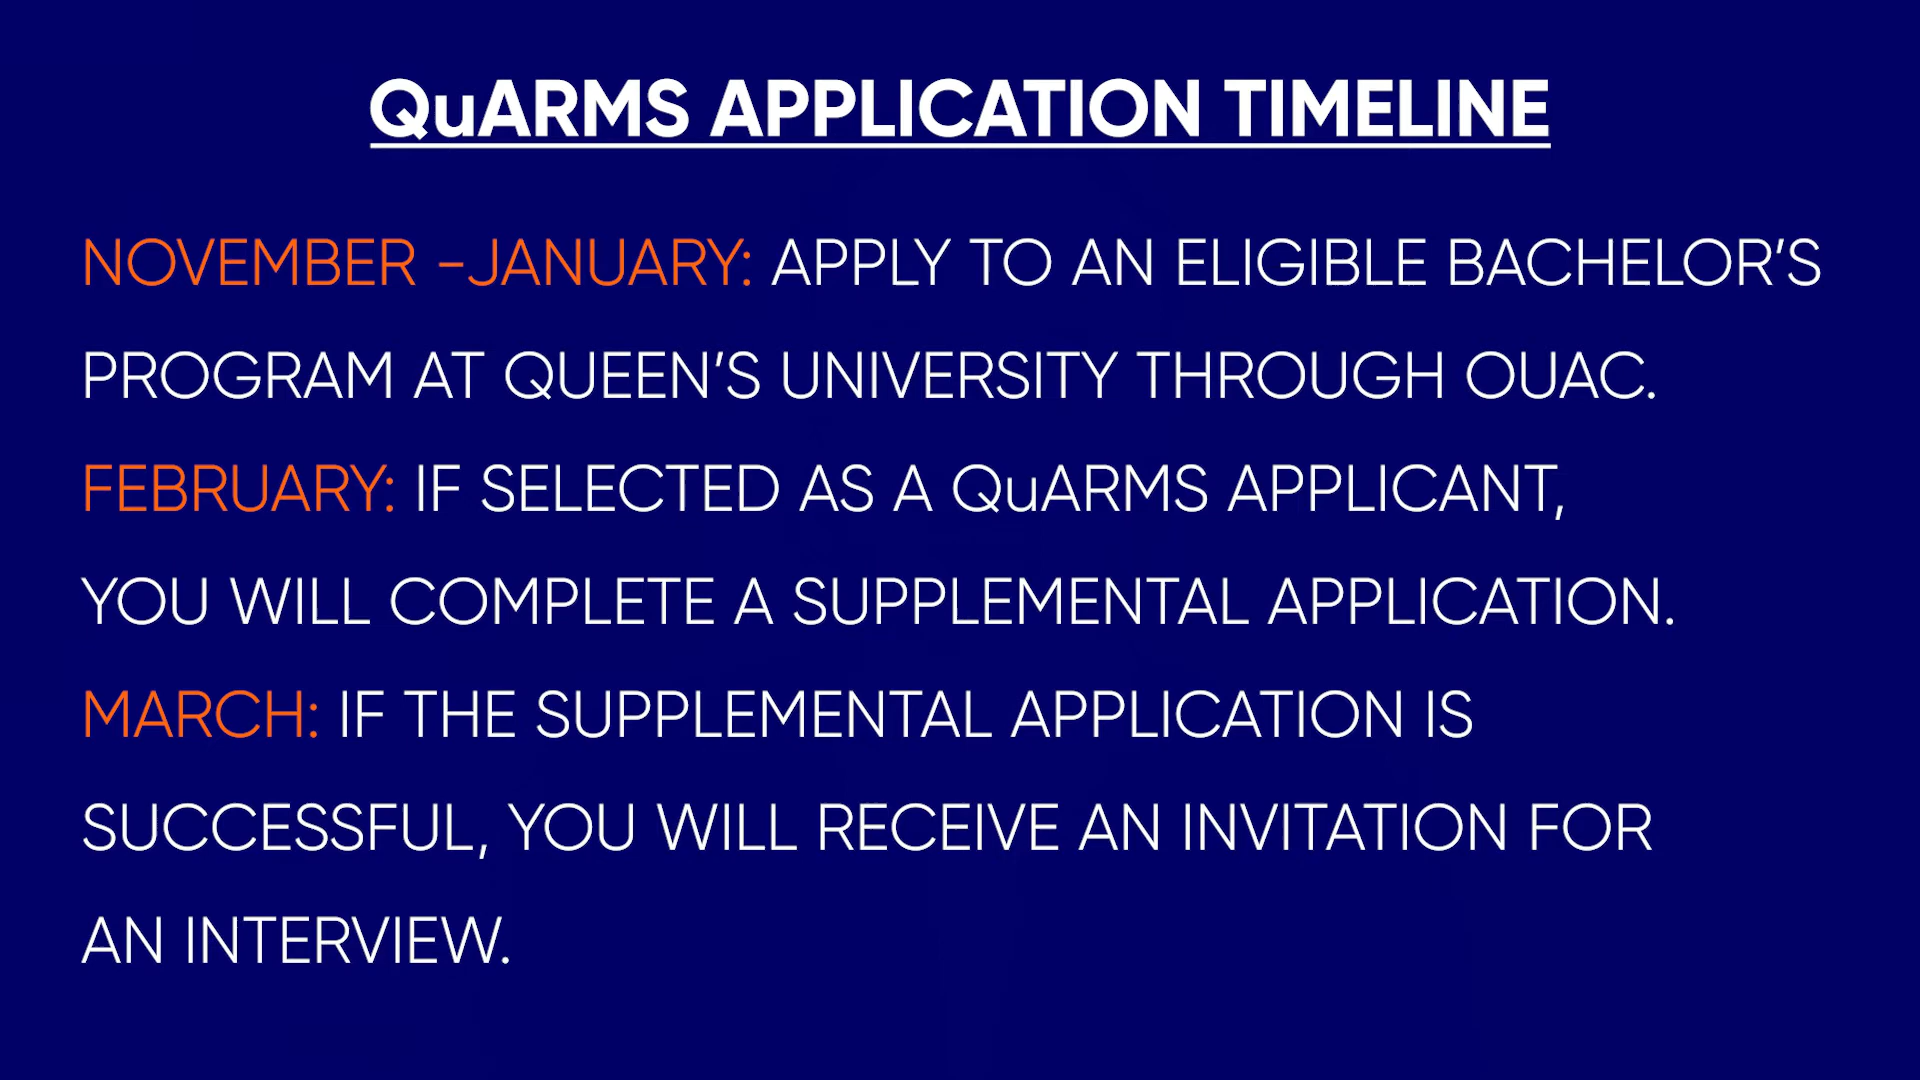 QuARMS APPLICATION TIMELINE
NOVEMBER -JANUARY: APPLY TO AN ELIGIBLE BACHELOR'S
PROGRAM AT QUEEN'S UNIVERSITY THROUGH OUAC.
FEBRUARY: IF SELECTED AS A QuARMS APPLICANT,
YOU WILL COMPLETE A SUPPLEMENTAL APPLICATION.
MARCH: IF THE SUPPLEMENTAL APPLICATION IS
SUCCESSFUL, YOU WILL RECEIVE AN INVITATION FOR
AN INTERVIEW.